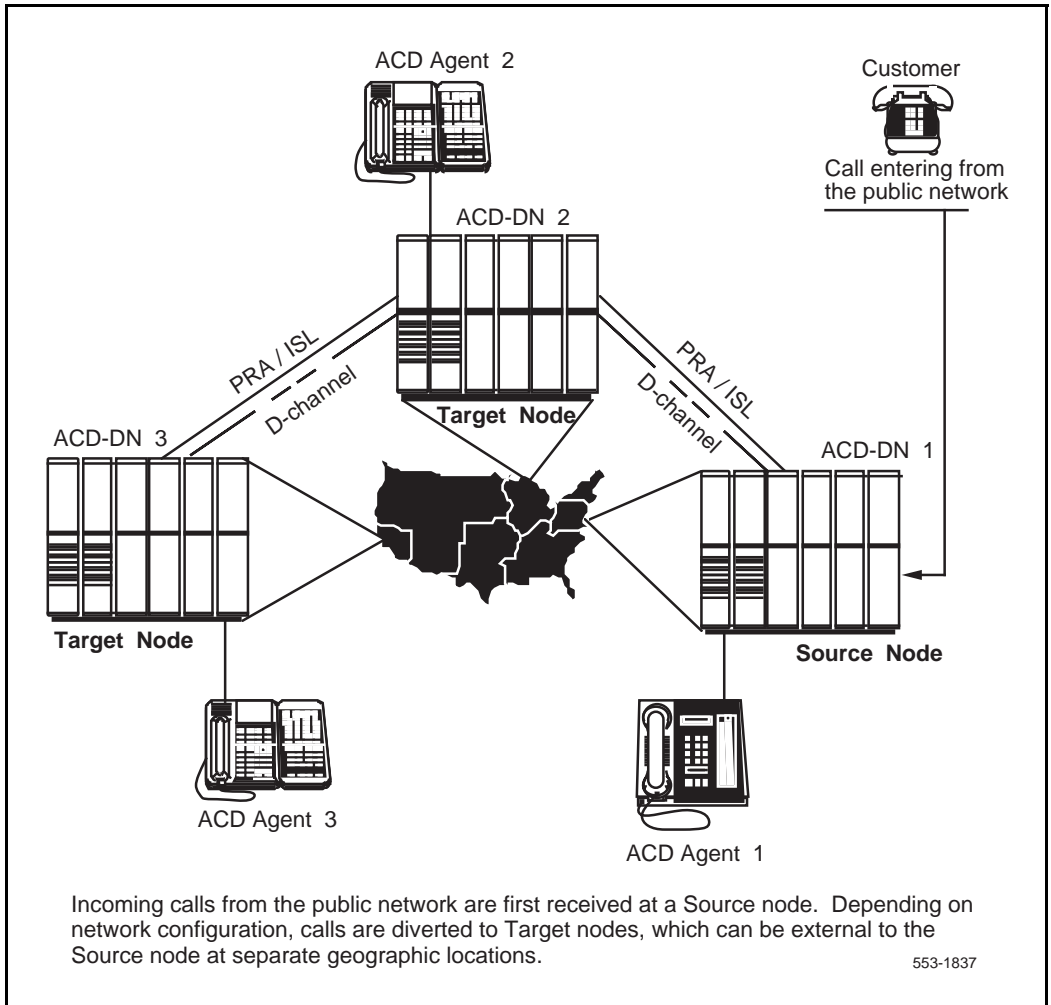 ACD Agent 2
Customer
Call entering from
the public network
ACD-DN 2
PRA / ISL
D-channel
PRA / ISL
D-channel
Target Node
ACD-DN 3
ACD-DN 1
Target Node
Source Node
ACD Agent 3
ACD Agent 1
Incoming calls from the public network are first received at a Source node. Depending on
network configuration, calls are diverted to Target nodes, which can be external to the
Source node at separate geographic locations.
553-1837